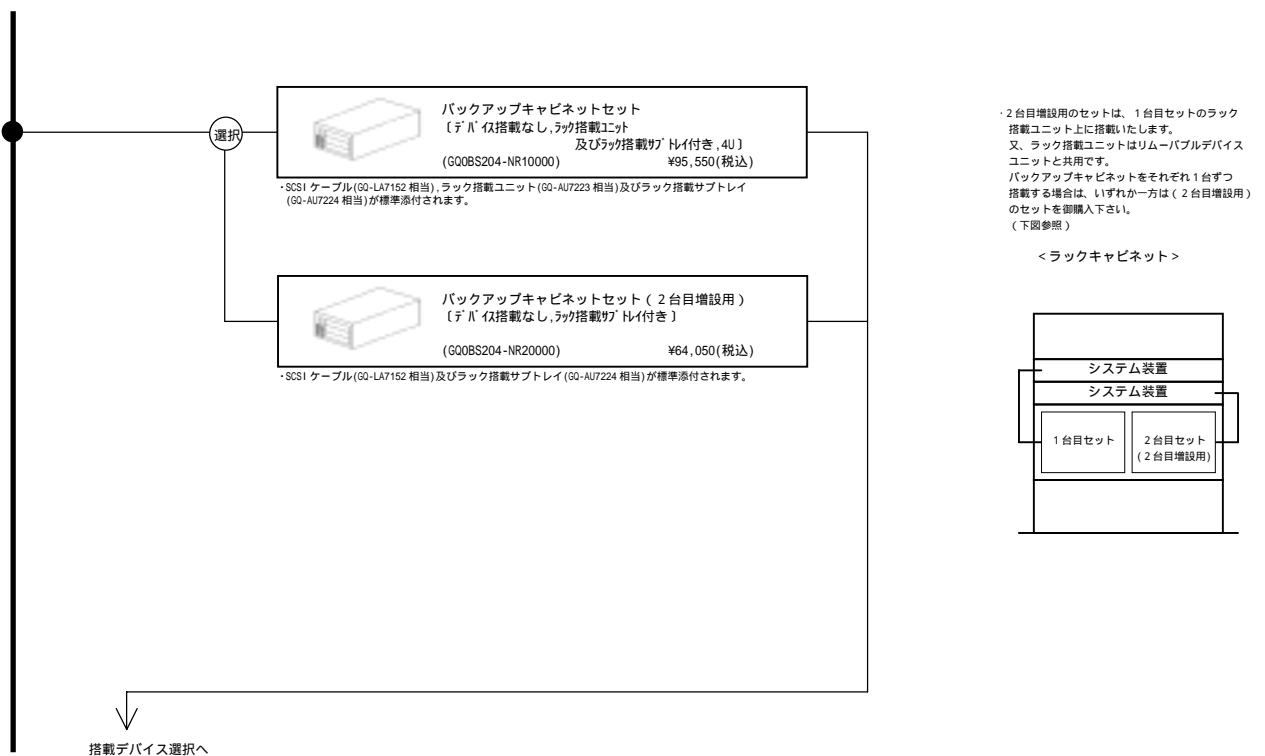 選択
バックアップキャビネットセット
〔ﾃﾞﾊﾞｲｽ搭載なし,ﾗｯｸ搭載ﾕﾆｯﾄ
及びﾗｯｸ搭載ｻﾌﾞﾄﾚｲ付き,4U〕
(GQ0BS204-NR10000) ¥95,550(税込)
・SCSIケーブル(GQ-LA7152相当),ラック搭載ユニット(GQ-AU7223相当)及びラック搭載サブトレイ
(GQ-AU7224相当)が標準添付されます。
バックアップキャビネットセット(2台目増設用)
〔ﾃﾞﾊﾞｲｽ搭載なし,ﾗｯｸ搭載ｻﾌﾞﾄﾚｲ付き〕
(GQ0BS204-NR20000) ¥64,050(税込)
・SCSIケーブル(GQ-LA7152相当)及びラック搭載サブトレイ(GQ-AU7224相当)が標準添付されます。
搭載デバイス選択へ
・2台目増設用のセットは、1台目セットのラック
搭載ユニット上に搭載いたします。
又、ラック搭載ユニットはリムーバブルデバイス
ユニットと共用です。
バックアップキャビネットをそれぞれ1台ずつ
搭載する場合は、いずれか一方は(2台目増設用)
のセットを御購入下さい。
(下図参照)
<ラックキャビネット>
システム装置
システム装置
1台目セット
2台目セット
(2台目増設用)